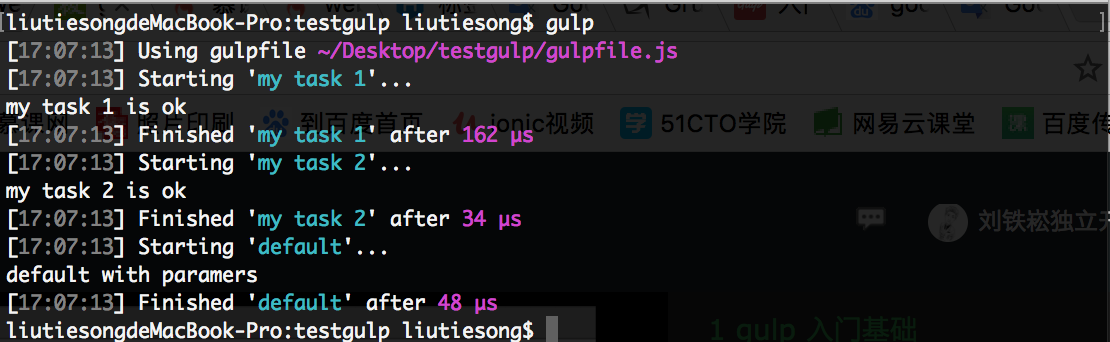 liutiesongdeMacBook-Pro:testgulp liutiesong$ gulp
[17:07:13] Using gulpfile ~/Desktop/testgulp/gulpfile.js
[17:07:13] Starting 'my task 1'...
my task 1 is ok
照片印刷 到百度首页 ionic视频 51CTO学院 网易云课堂 百度传
[17:07:13] Finished 'my task 1' after 162 μs
[17:07:13] Starting 'my task 2'...
my task 2 is ok
[17:07:13] Finished 'my task 2' after 34 μs
刘铁崧独立开
[17:07:13] Starting 'default'...
default with paramers
[17:07:13] Finished 'default' after 48 μs
liutiesongdeMacBook-Pro:testgulp liutiesong$
1 gulp 入门基础